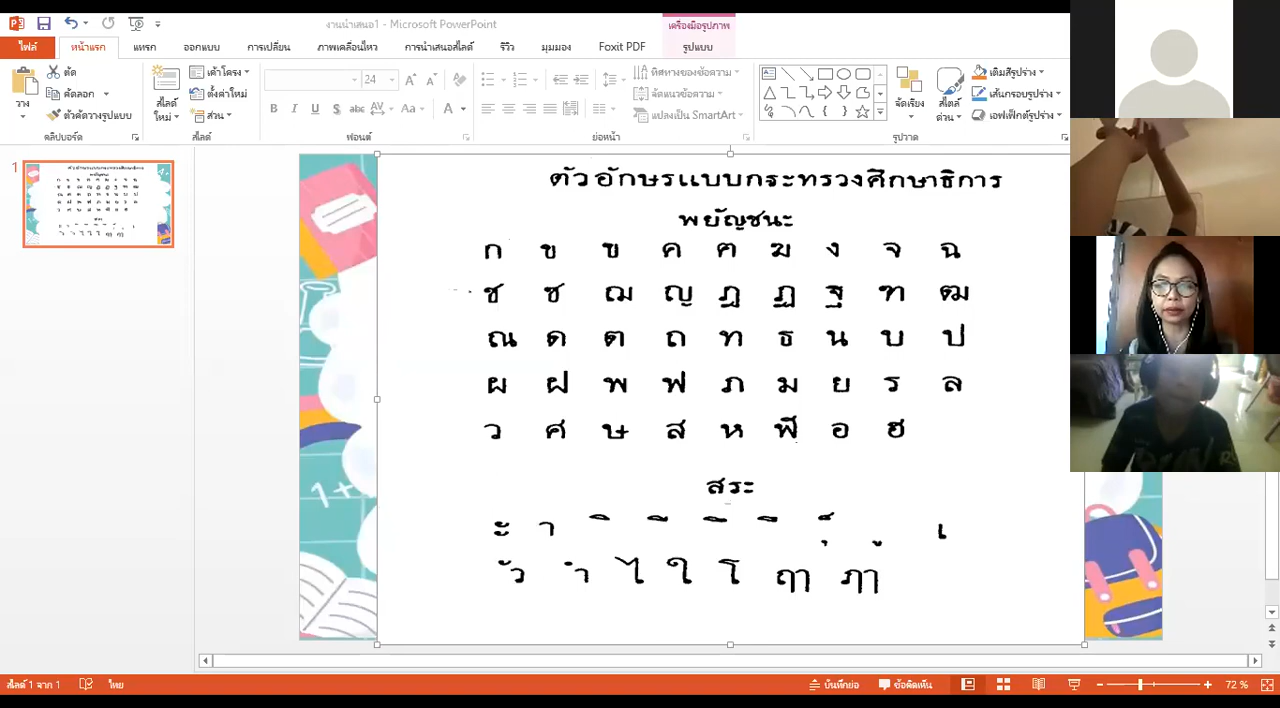 งานนำเสนอ1 - Microsoft PowerPoint
เครื่องมือรูปภาพ
ไฟล์ หน้าแรก แทรก ออกแบบ การเปลี่ยน ภาพเคลื่อนไหว การนำเสนอสไลด์ รีวิว มุมมอง Foxit PDF รูปแบบ
วาง
ตัด
คัดลอก
ตัวคัดวางรูปแบบ
คลิปบอร์ด
สไลด์ใหม่
เค้าโครง
ตั้งค่าใหม่
ส่วน
สไลด์
24
B I U S abc AV Aa A
ฟอนต์
ย่อหน้า
ทิศทางของข้อความ
จัดแนวข้อความ
แปลงเป็น SmartArt
จัดเรียง
สไตล์ด่วน
เติมสีรูปร่าง
เส้นกรอบรูปร่าง
เอฟเฟ็กต์รูปร่าง
รูปวาด
1
ตัวอักษรแบบกระทรวงศึกษาธิการ
พยัญชนะ
ก ข ฃ ค ฅ ฆ ง จ ฉ
ช ซ ฌ ญ ฎ ฏ ฐ ฑ ฒ
ณ ด ต ถ ท ธ น บ ป
ผ ฝ พ ฟ ภ ม ย ร ล
ว ศ ษ ส ห ฬ อ ฮ
สระ
ะ า ิ ี ึ ื ็ ุ ู เ
ัว ำ ไ ใ โ ฤๅ ฦๅ
1+
สไลด์ 1 จาก 1 ไทย บันทึกย่อ ข้อคิดเห็น 72 %